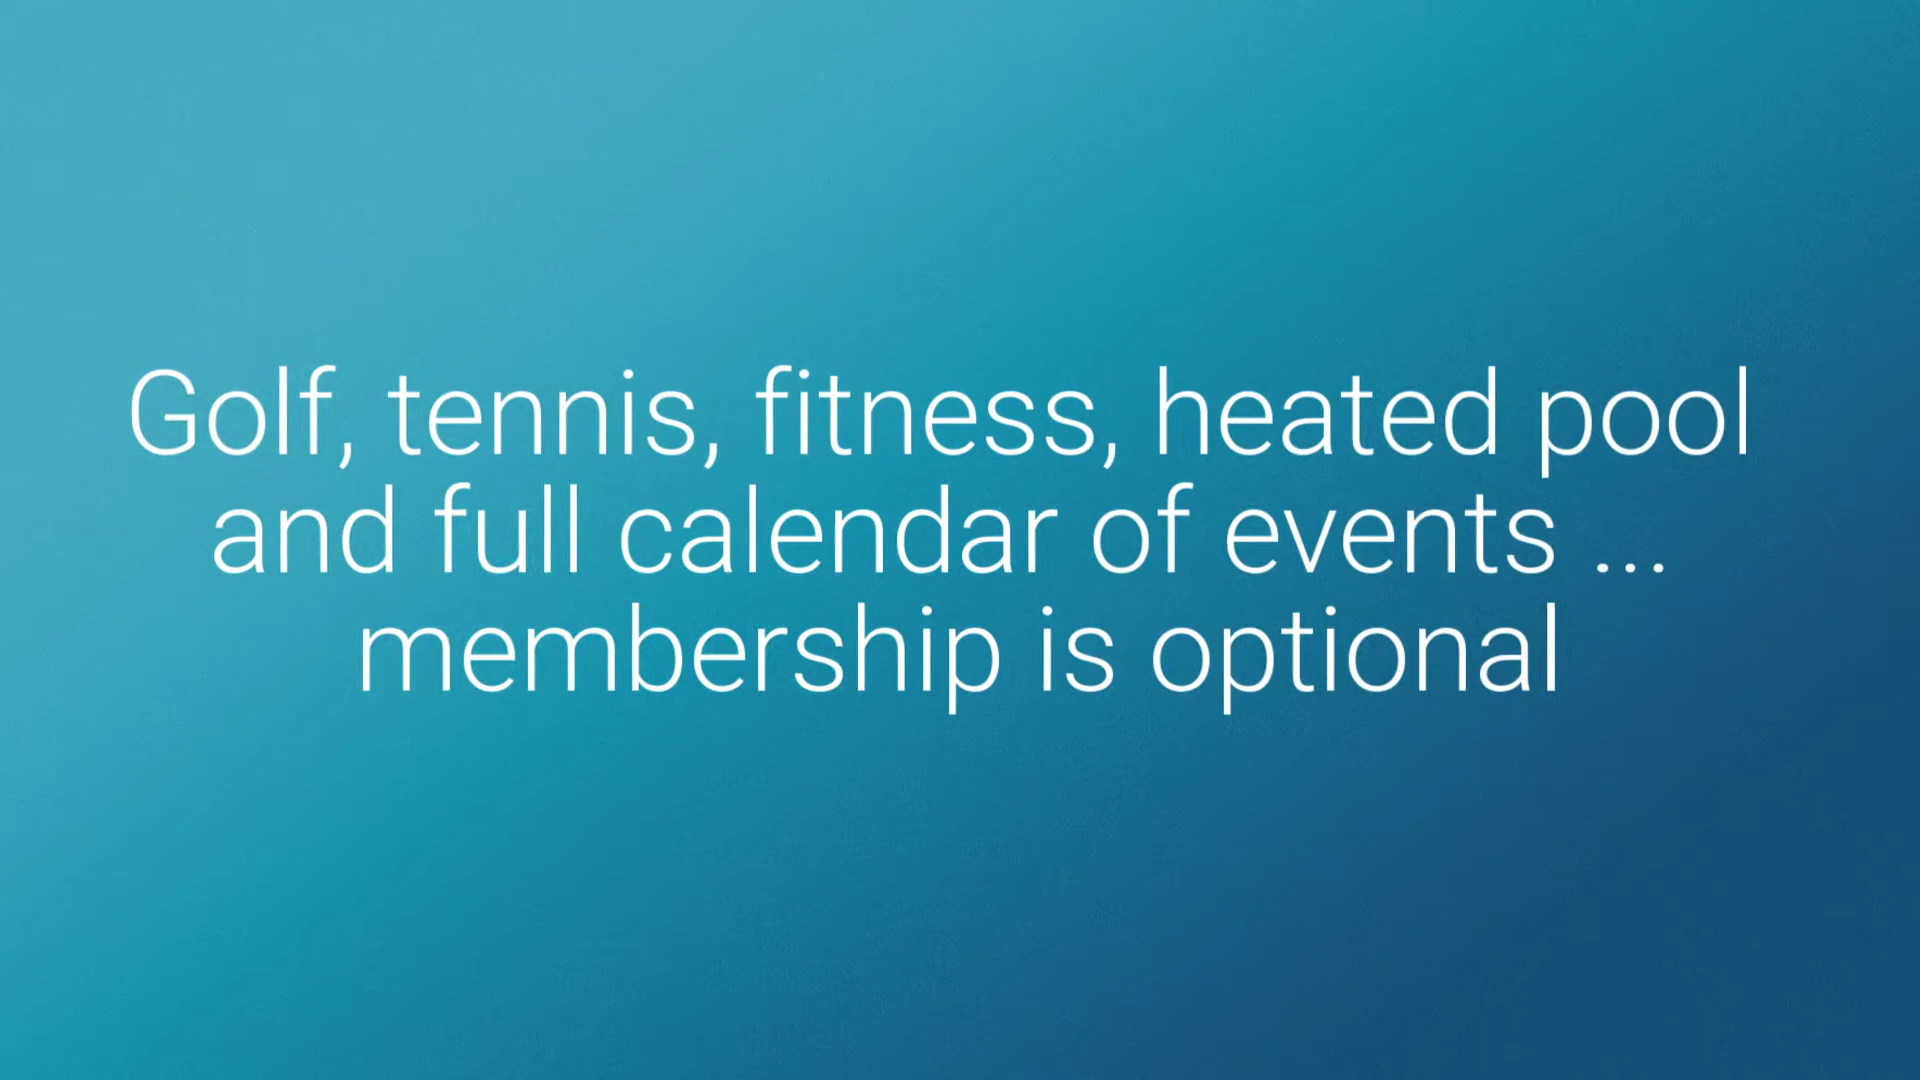 Golf, tennis, fitness, heated pool
and full calendar of events ...
membership is optional